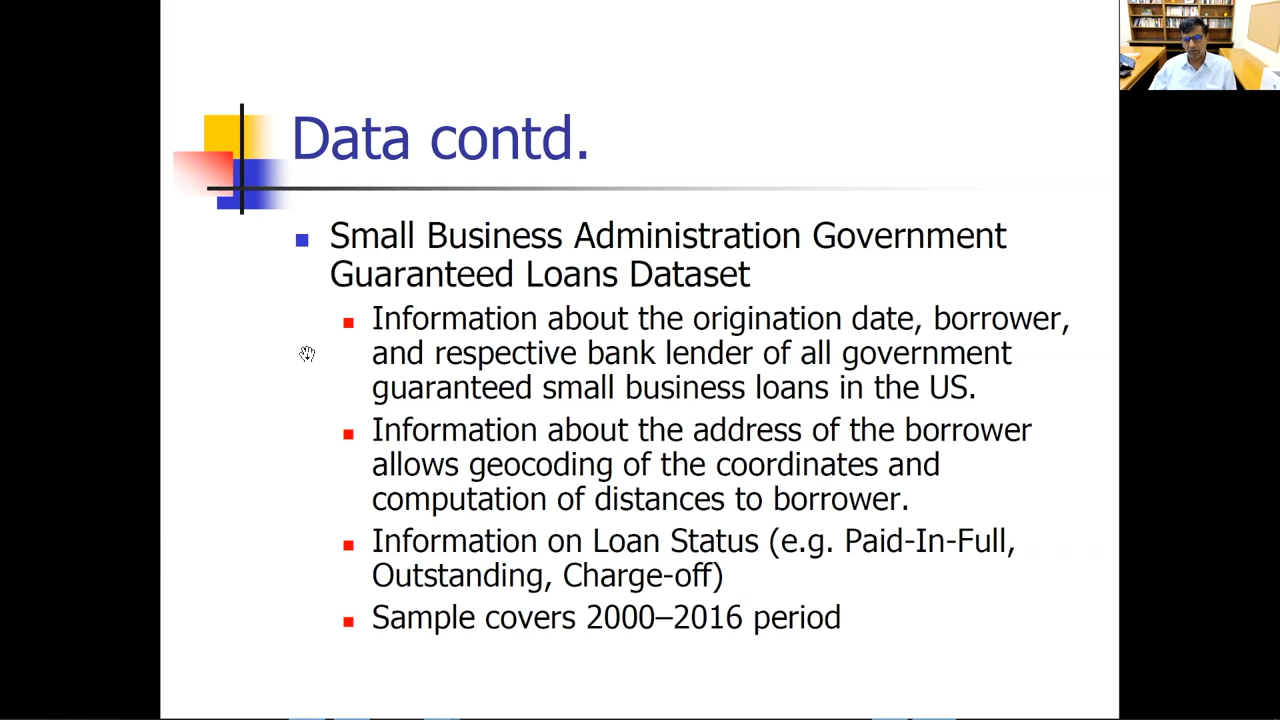 Data contd.
Small Business Administration Government
Guaranteed Loans Dataset
Information about the origination date, borrower,
and respective bank lender of all government
guaranteed small business loans in the US.
Information about the address of the borrower
allows geocoding of the coordinates and
computation of distances to borrower.
Information on Loan Status (e.g. Paid-In-Full,
Outstanding, Charge-off)
Sample covers 2000–2016 period